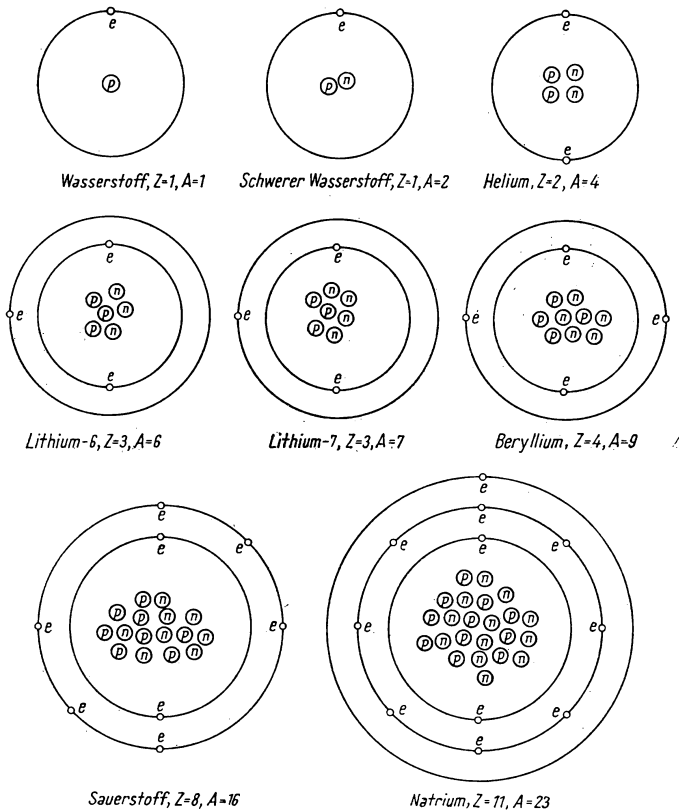 e
p
Wasserstoff, Z=1, A=1
e
p n
Schwerer Wasserstoff, Z=1, A=2
e
p n
p n
e
Helium, Z=2, A=4
e
p n
e p n
p n
e
Lithium-6, Z=3, A=6
e
n
p n
e p n
p n
e
Lithium-7, Z=3, A=7
e
p n
e p n p n e
p n n
e
Beryllium, Z=4, A=9
e
e e
p n
p p n n
e p n p n p n e
p n p n
e e
e
Sauerstoff, Z=8, A=16
e
e
e e e
p n
p n p n
p n p n p n
e p n p n p n e
p n p n
n
e e e
e
Natrium, Z=11, A=23